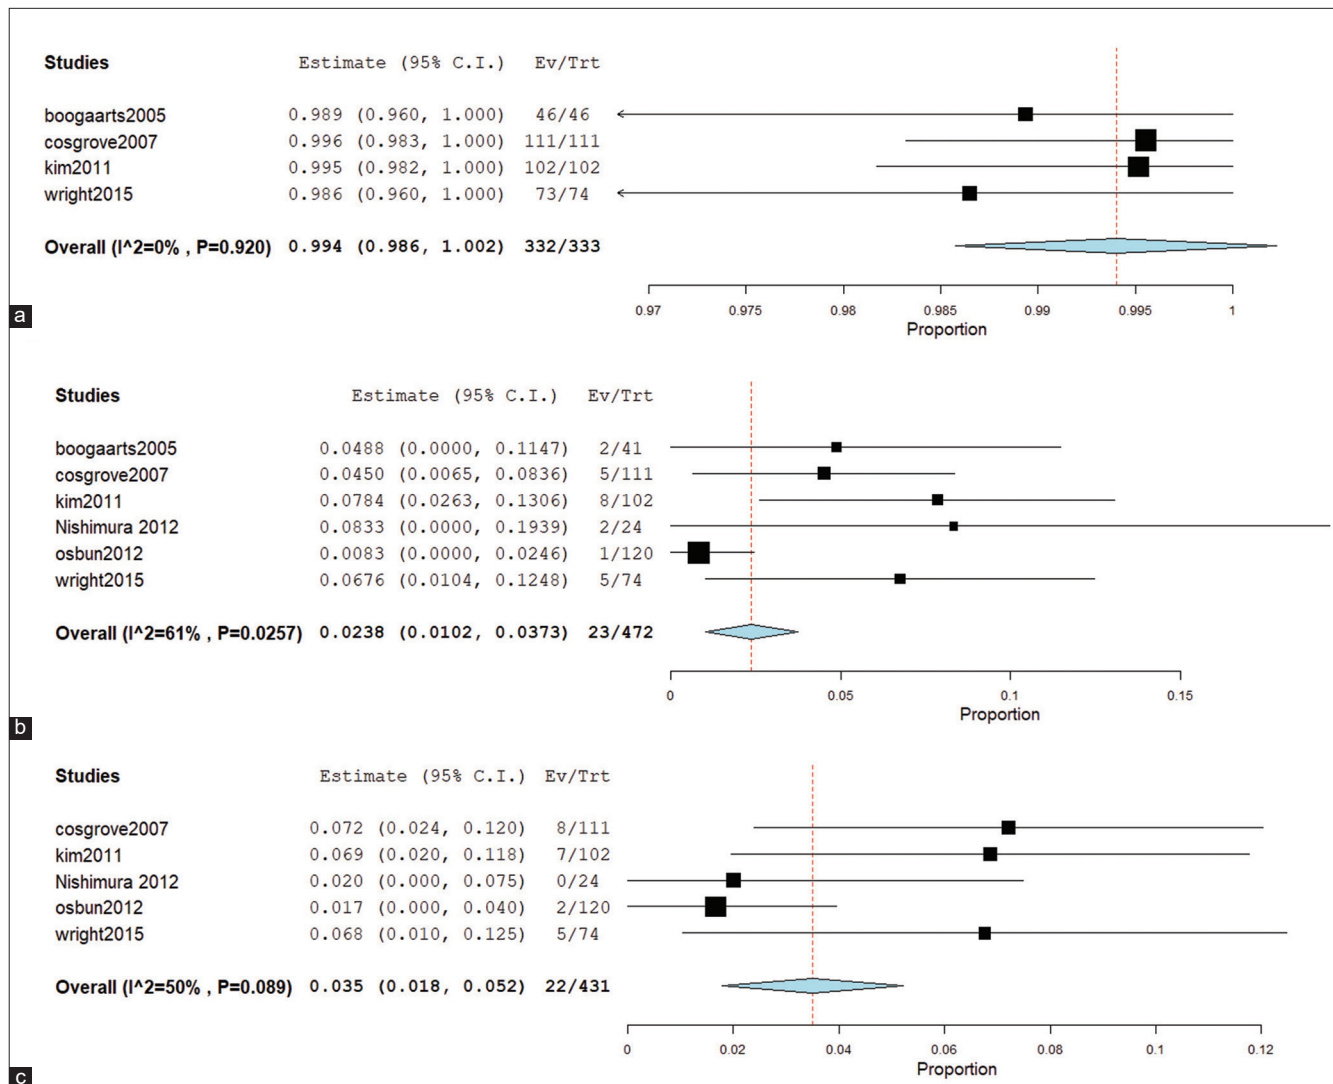 Studies Estimate (95% C.I.) Ev/Trt
boogaarts2005 0.989 (0.960, 1.000) 46/46
cosgrove2007 0.996 (0.983, 1.000) 111/111
kim2011 0.995 (0.982, 1.000) 102/102
wright2015 0.986 (0.960, 1.000) 73/74
Overall (I^2=0% , P=0.920) 0.994 (0.986, 1.002) 332/333
0.97 0.975 0.98 0.985 0.99 0.995 1
Proportion
a
Studies Estimate (95% C.I.) Ev/Trt
boogaarts2005 0.0488 (0.0000, 0.1147) 2/41
cosgrove2007 0.0450 (0.0065, 0.0836) 5/111
kim2011 0.0784 (0.0263, 0.1306) 8/102
Nishimura 2012 0.0833 (0.0000, 0.1939) 2/24
osbun2012 0.0083 (0.0000, 0.0246) 1/120
wright2015 0.0676 (0.0104, 0.1248) 5/74
Overall (I^2=61% , P=0.0257) 0.0238 (0.0102, 0.0373) 23/472
0 0.05 0.1 0.15
Proportion
b
Studies Estimate (95% C.I.) Ev/Trt
cosgrove2007 0.072 (0.024, 0.120) 8/111
kim2011 0.069 (0.020, 0.118) 7/102
Nishimura 2012 0.020 (0.000, 0.075) 0/24
osbun2012 0.017 (0.000, 0.040) 2/120
wright2015 0.068 (0.010, 0.125) 5/74
Overall (I^2=50% , P=0.089) 0.035 (0.018, 0.052) 22/431
0 0.02 0.04 0.06 0.08 0.1 0.12
Proportion
c